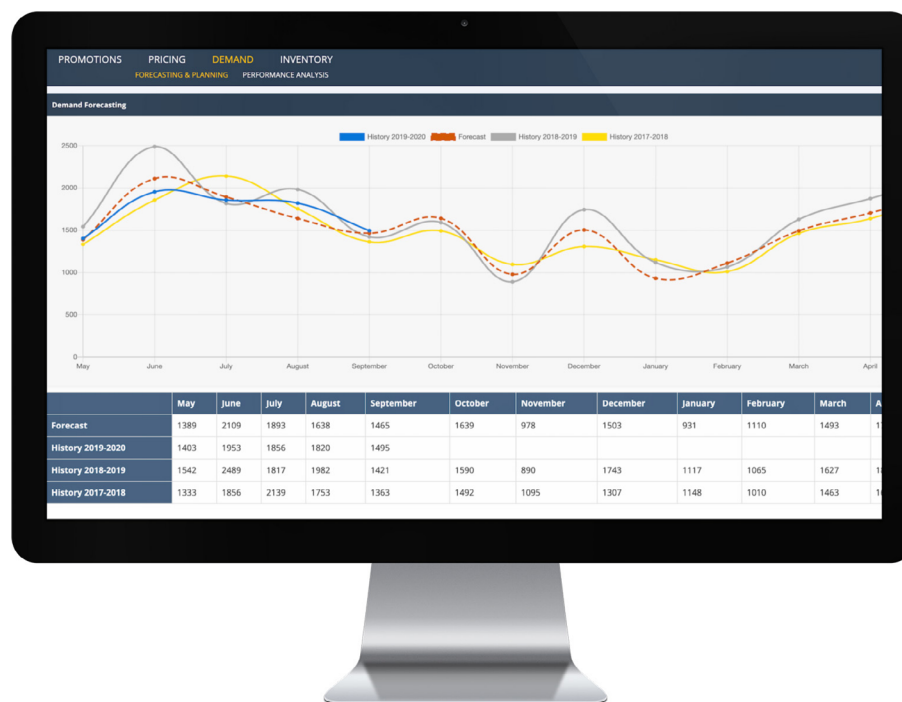 PROMOTIONS PRICING DEMAND INVENTORY
FORECASTING & PLANNING PERFORMANCE ANALYSIS
Demand Forecasting
History 2019-2020 Forecast History 2018-2019 History 2017-2018
2500
2000
1500
1000
500
0
May June July August September October November December January February March April
May June July August September October November December January February March A
Forecast 1389 2109 1893 1638 1465 1639 978 1503 931 1110 1493
History 2019-2020 1403 1953 1856 1820 1495
History 2018-2019 1542 2489 1817 1982 1421 1590 890 1743 1117 1065 1627
History 2017-2018 1333 1856 2139 1753 1363 1492 1095 1307 1148 1010 1463